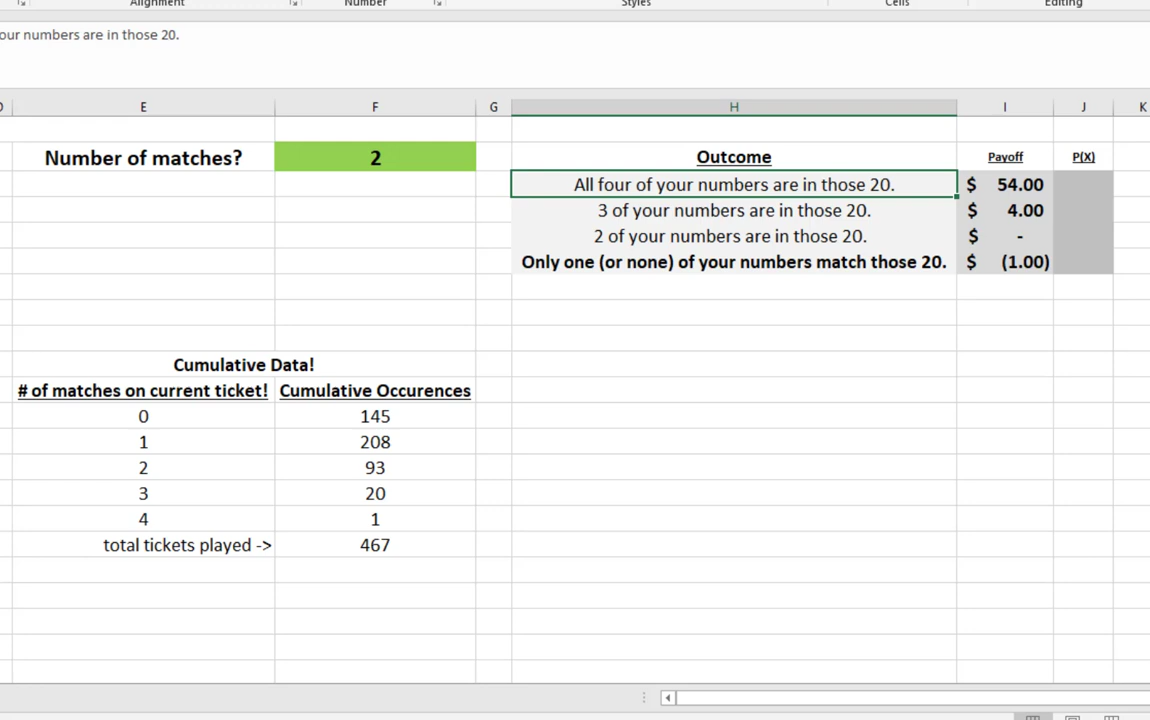 Alignment Number Styles Cells Editing
our numbers are in those 20.
E F G H I J K
Number of matches? 2 Outcome Payoff P(X)
All four of your numbers are in those 20. $ 54.00
3 of your numbers are in those 20. $ 4.00
2 of your numbers are in those 20. $ -
Only one (or none) of your numbers match those 20. $ (1.00)
Cumulative Data!
# of matches on current ticket! Cumulative Occurences
0 145
1 208
2 93
3 20
4 1
total tickets played -> 467